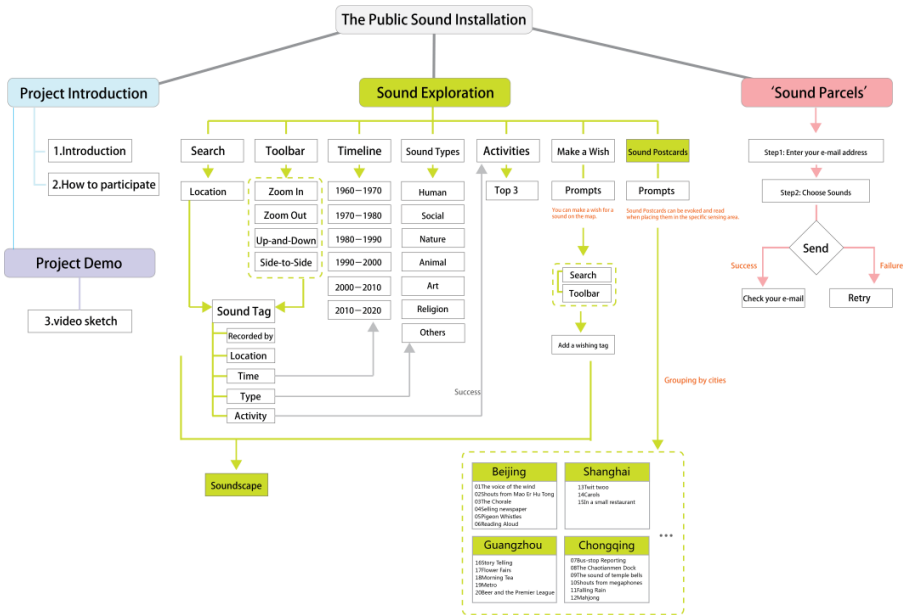 The Public Sound Installation
Project Introduction
Sound Exploration
'Sound Parcels'
1.Introduction
2.How to participate
Project Demo
3.video sketch
Search
Toolbar
Timeline
Sound Types
Activities
Make a Wish
Sound Postcards
Location
Zoom In
Zoom Out
Up-and-Down
Side-to-Side
1960—1970
1970—1980
1980—1990
1990—2000
2000—2010
2010—2020
Human
Social
Nature
Animal
Art
Religion
Others
Top 3
Prompts
You can make a wish for a
sound on the map.
Prompts
Sound Postcards can be evoked and read
when placing them in the specific sensing area.
Search
Toolbar
Add a wishing tag
Sound Tag
Recorded by
Location
Time
Type
Activity
Success
Soundscape
Grouping by cities
Beijing
01The voice of the wind
02Shouts from Mao Er Hu Tong
03The Chorale
04Selling newspaper
05Pigeon Whistles
06Reading Aloud
Shanghai
13Twit twoo
14Carols
15In a small restaurant
Guangzhou
16Story Telling
17Flower Fairs
18Morning Tea
19Metro
20Beer and the Premier League
Chongqing
07Bus-stop Reporting
08The Chaotianmen Dock
09The sound of temple bells
10Shouts from megaphones
11Falling Rain
12Mahjong
...
Step1: Enter your e-mail address
Step2: Choose Sounds
Send
Success
Failure
Check your e-mail
Retry